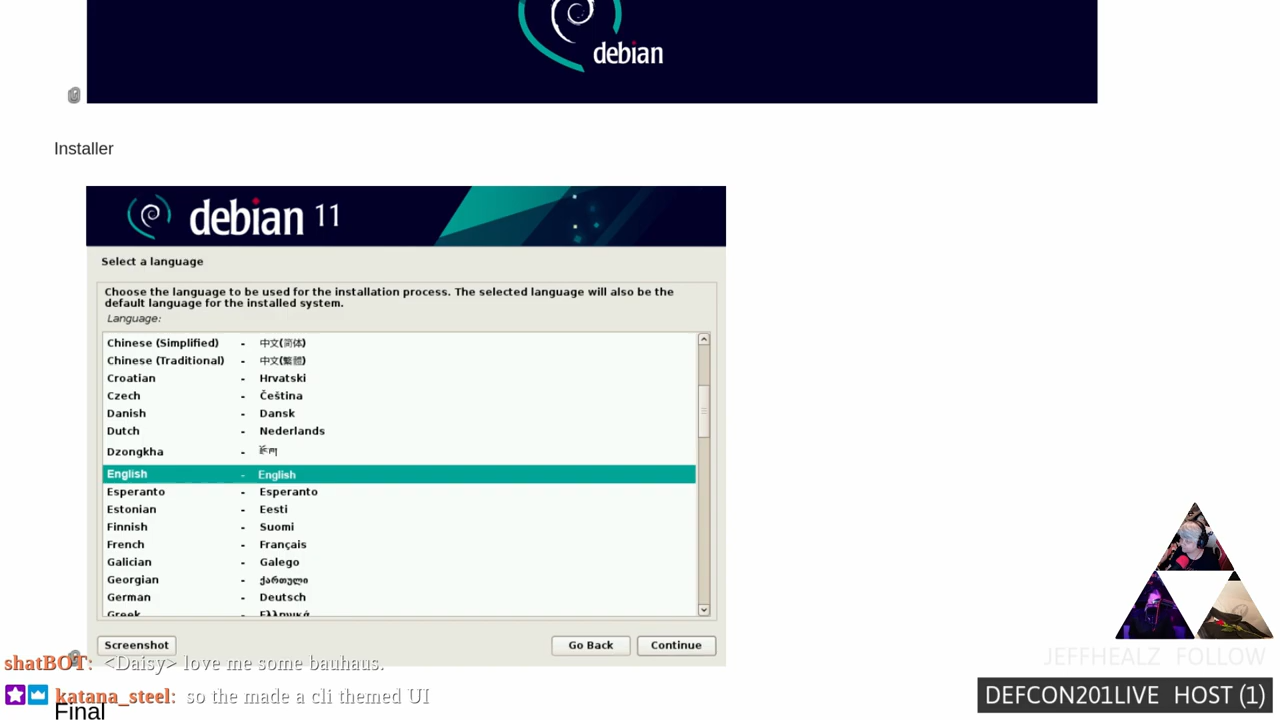 debian
Installer
debian 11
Select a language
Choose the language to be used for the installation process. The selected language will also be the
default language for the installed system.
Language:
Chinese (Simplified) - 中文(简体)
Chinese (Traditional) - 中文(繁體)
Croatian - Hrvatski
Czech - Čeština
Danish - Dansk
Dutch - Nederlands
Dzongkha - རྫོང་ཁ།
English - English
Esperanto - Esperanto
Estonian - Eesti
Finnish - Suomi
French - Français
Galician - Galego
Georgian - ქართული
German - Deutsch
Greek - Ελληνικά
Screenshot Go Back Continue
shatBOT: <Daisy> love me some bauhaus.
katana_steel: so the made a cli themed UI
Final
JEFFHEALZ FOLLOW
DEFCON201LIVE HOST (1)